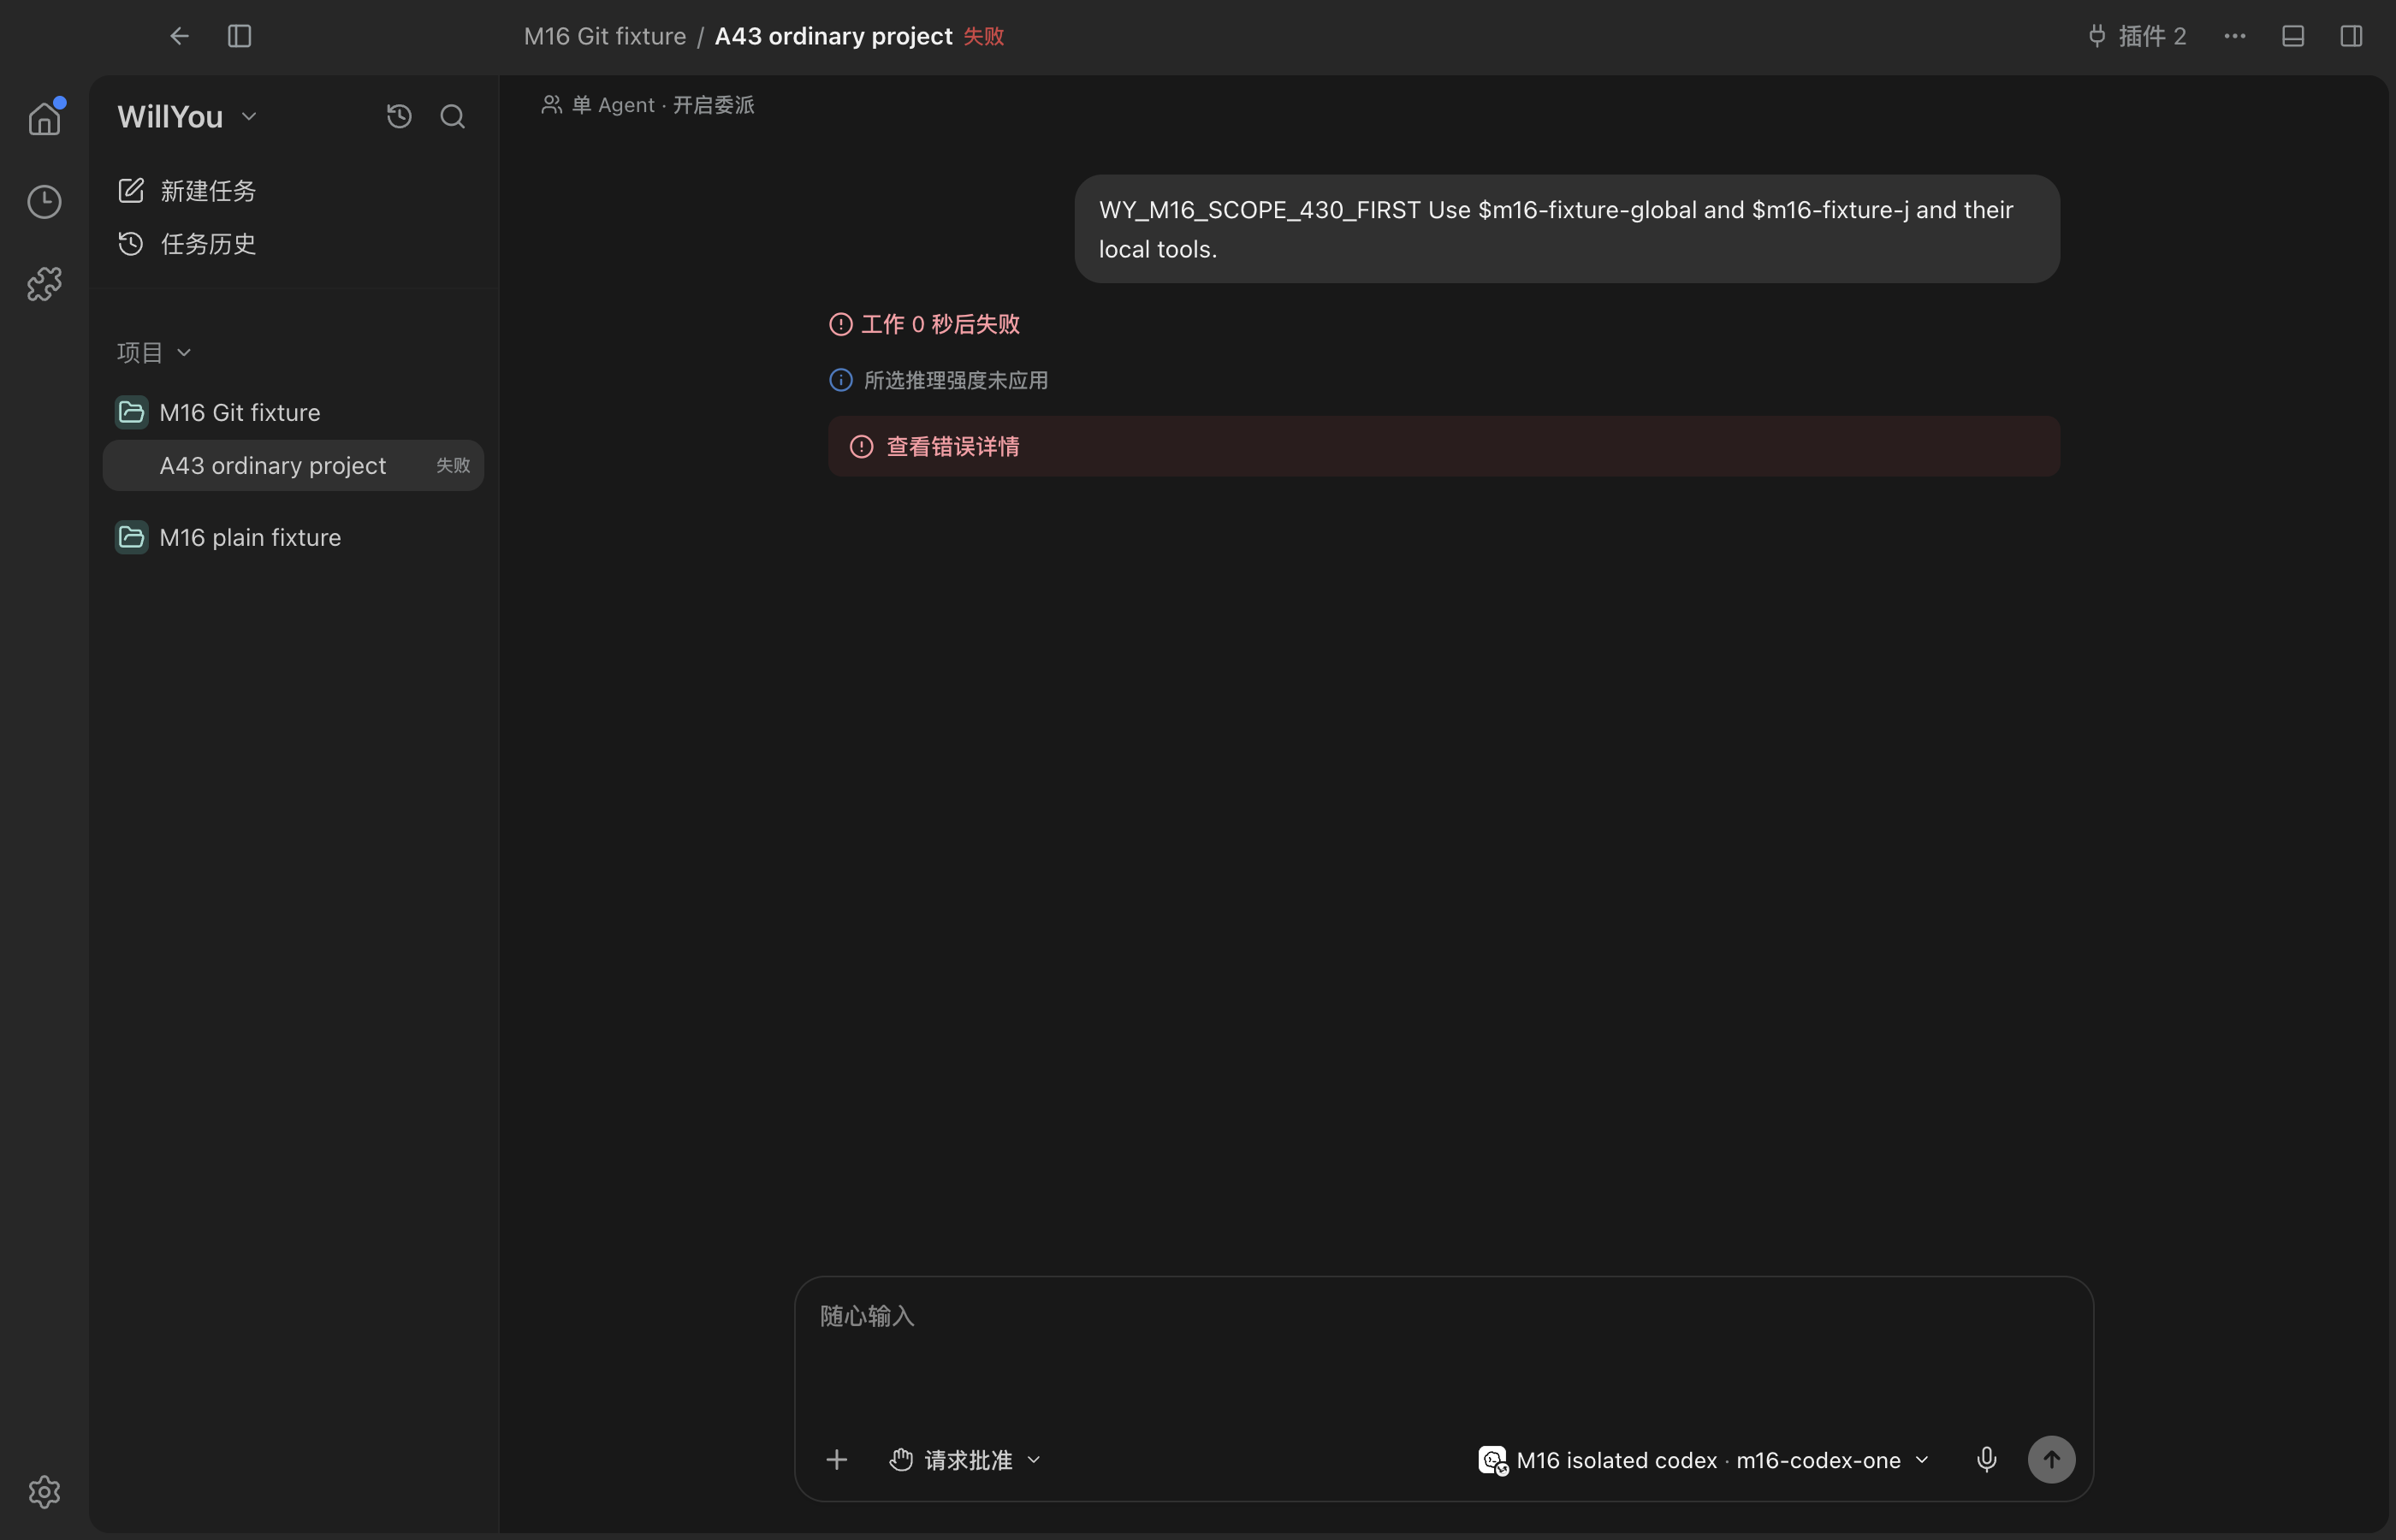 M16 Git fixture / A43 ordinary project 失败
插件 2
WillYou
新建任务
任务历史
项目
M16 Git fixture
A43 ordinary project 失败
M16 plain fixture
单 Agent · 开启委派
WY_M16_SCOPE_430_FIRST Use $m16-fixture-global and $m16-fixture-j and their
local tools.
工作 0 秒后失败
所选推理强度未应用
查看错误详情
随心输入
请求批准
M16 isolated codex · m16-codex-one